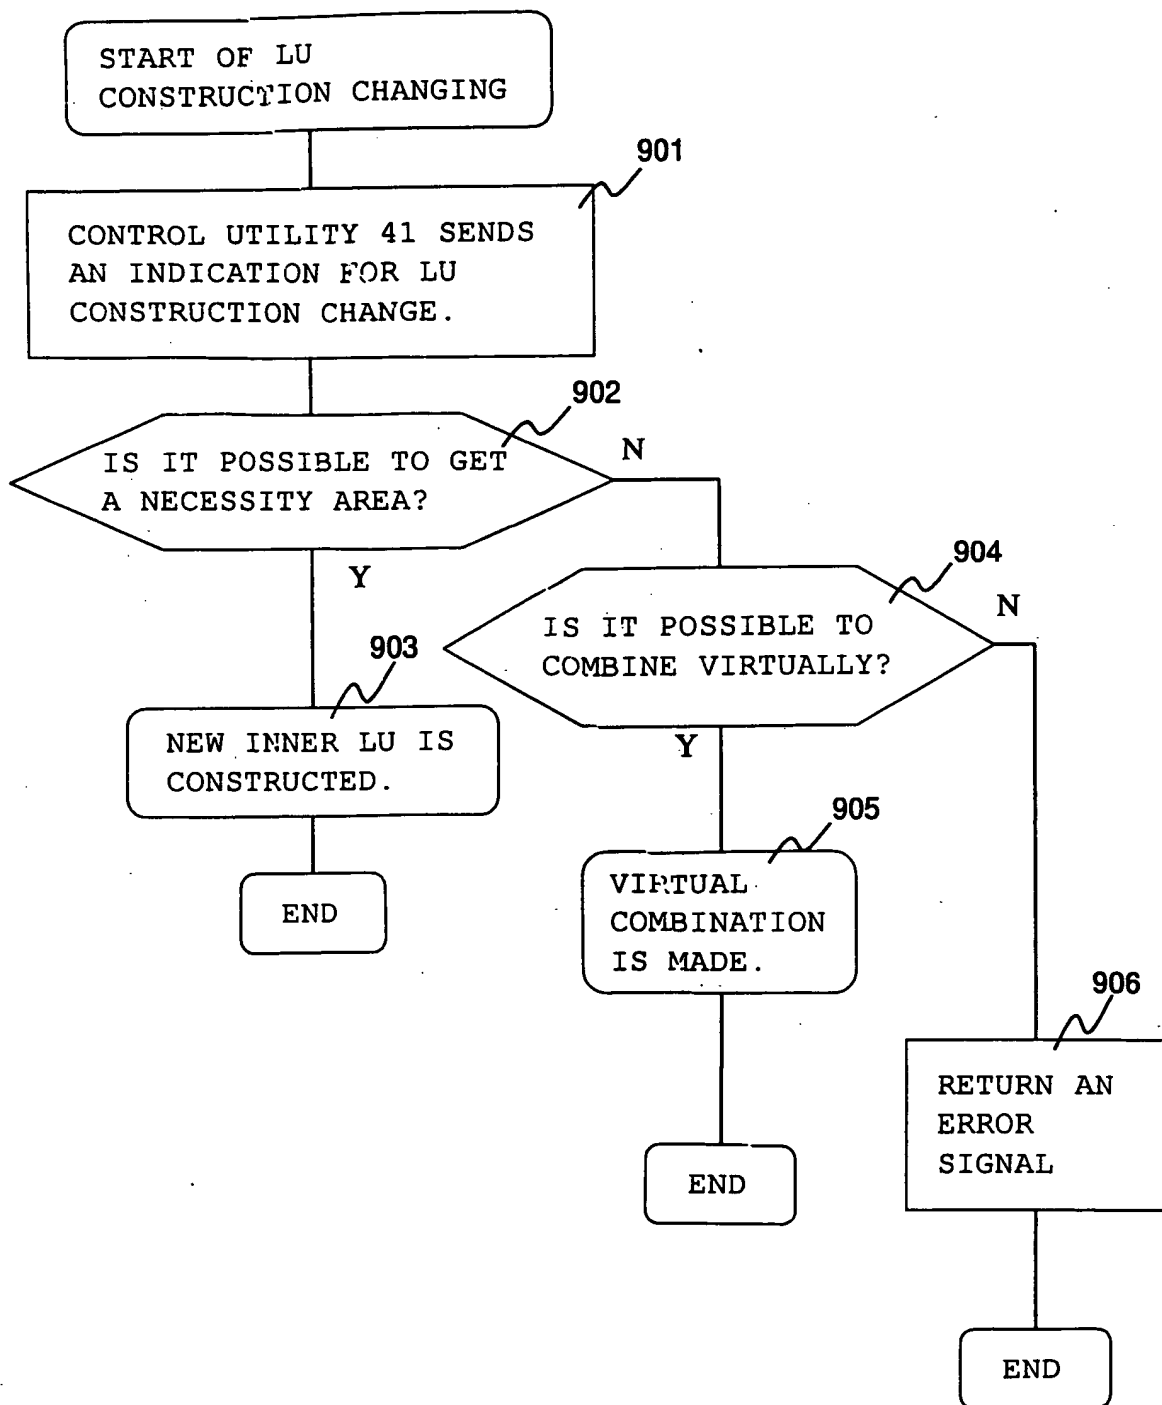 START OF LU
CONSTRUCTION CHANGING
901
CONTROL UTILITY 41 SENDS
AN INDICATION FOR LU
CONSTRUCTION CHANGE.
902
IS IT POSSIBLE TO GET
A NECESSITY AREA?
N
Y
904
IS IT POSSIBLE TO
COMBINE VIRTUALLY?
N
Y
903
NEW INNER LU IS
CONSTRUCTED.
END
905
VIRTUAL
COMBINATION
IS MADE.
END
906
RETURN AN
ERROR
SIGNAL
END